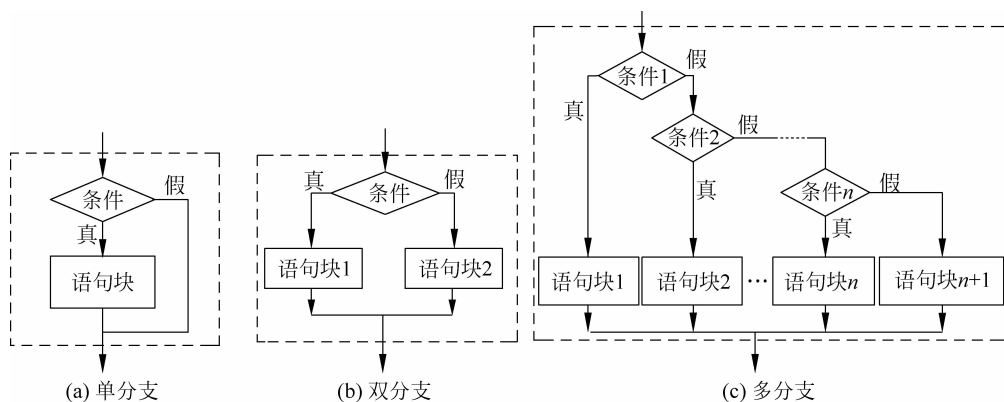 条件
假
真
语句块
(a) 单分支
真
条件
假
语句块1
语句块2
(b) 双分支
条件1
假
真
条件2
假
真
条件n
假
真
语句块1
语句块2
…
语句块n
语句块n+1
(c) 多分支